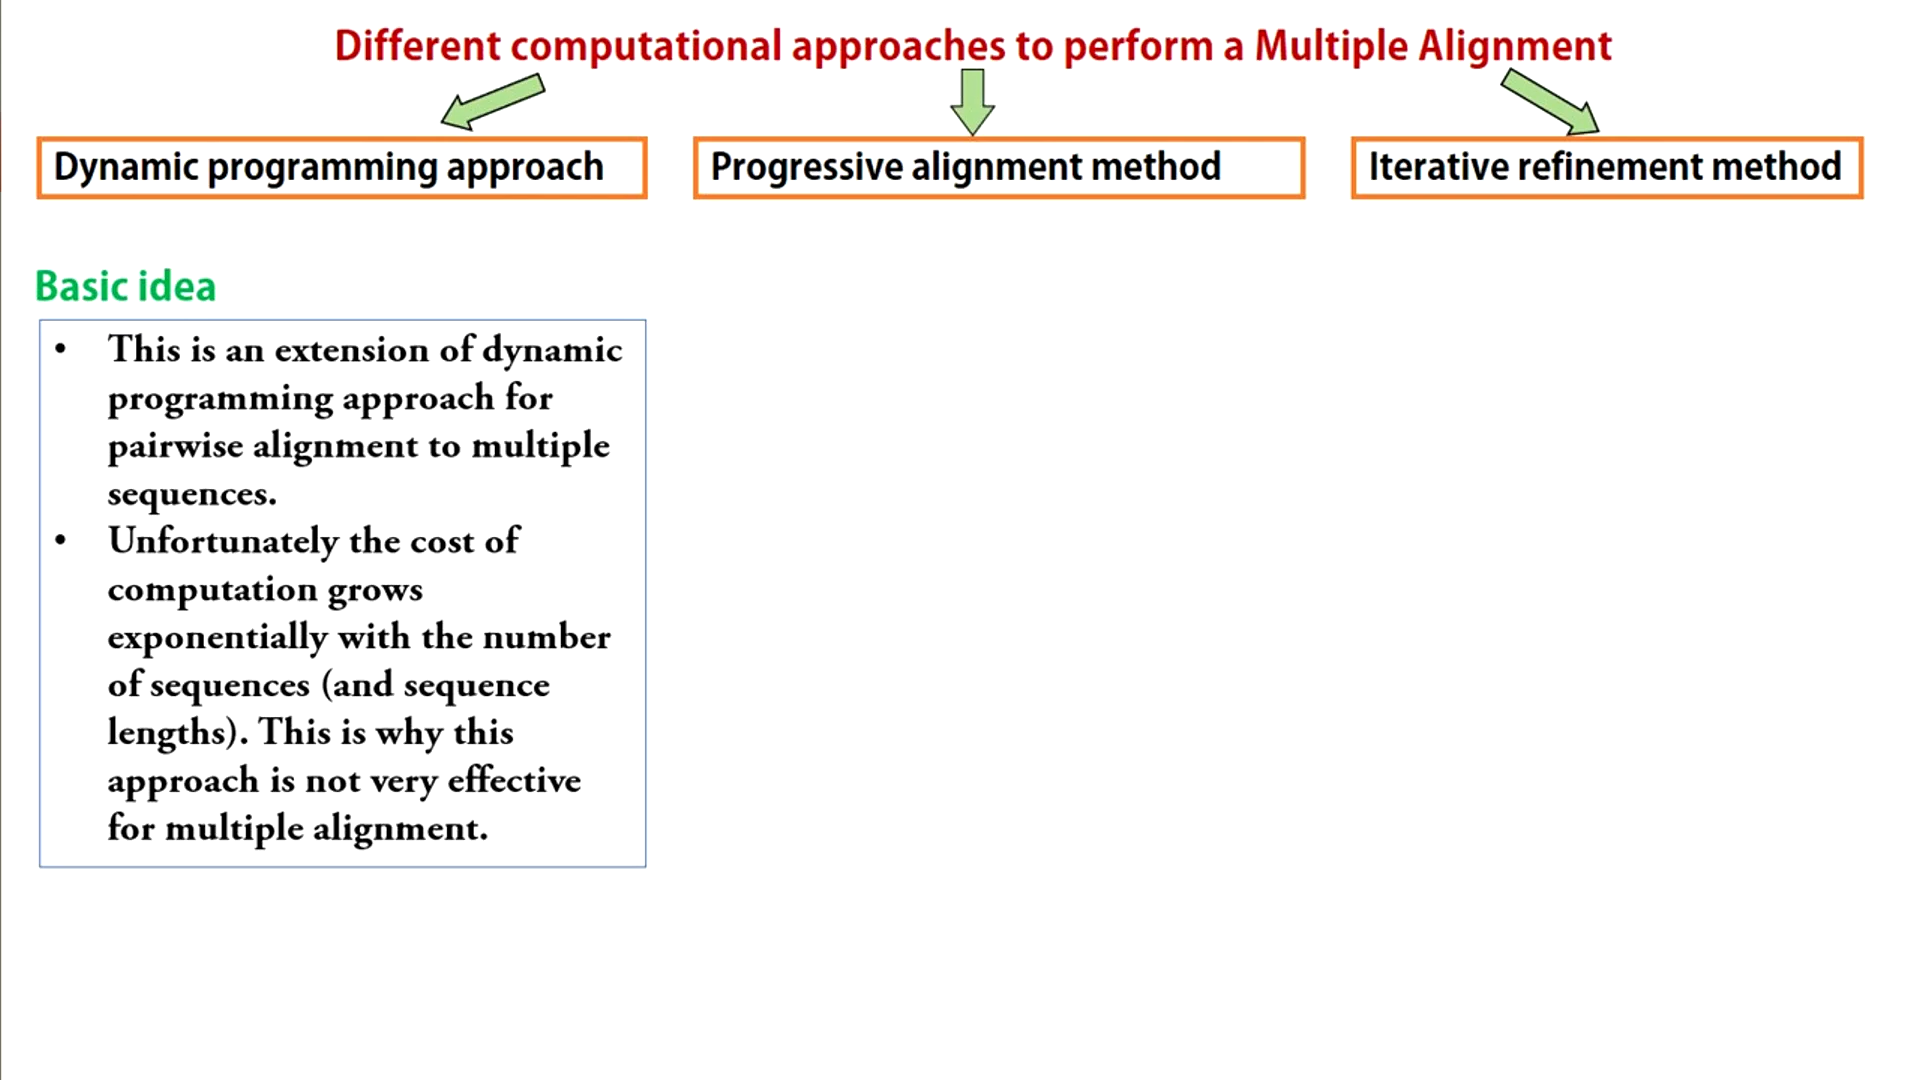 Different computational approaches to perform a Multiple Alignment
Dynamic programming approach
Progressive alignment method
Iterative refinement method
Basic idea
• This is an extension of dynamic
programming approach for
pairwise alignment to multiple
sequences.
• Unfortunately the cost of
computation grows
exponentially with the number
of sequences (and sequence
lengths). This is why this
approach is not very effective
for multiple alignment.